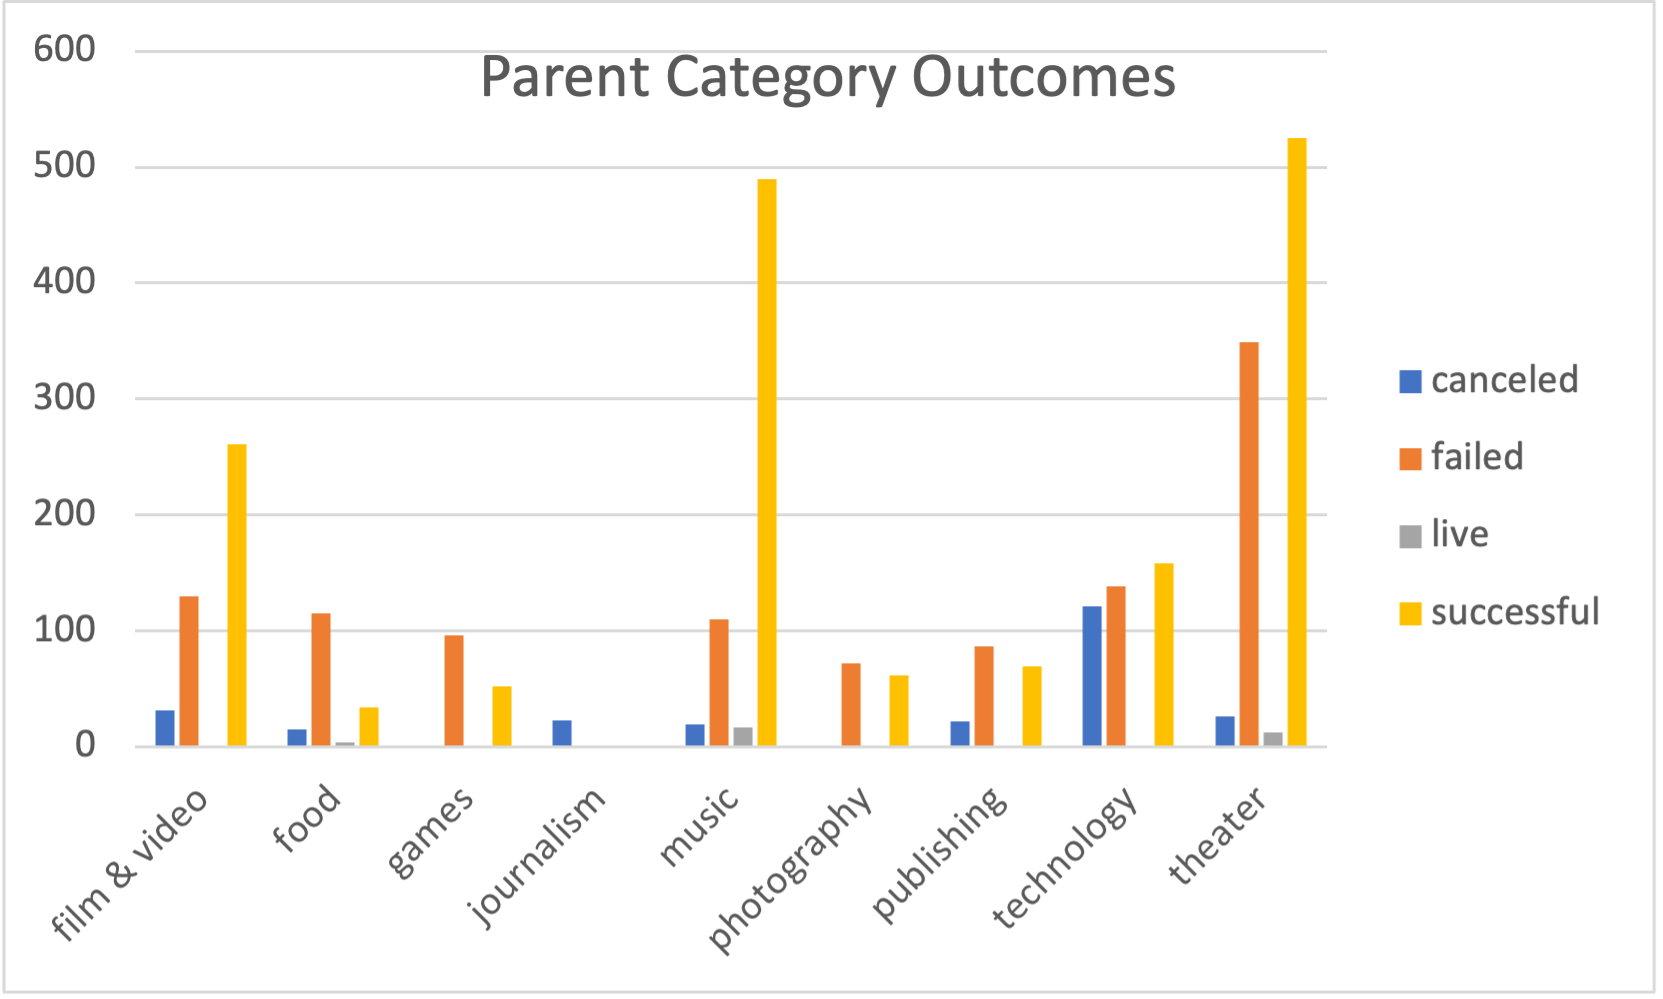 Parent Category Outcomes
600
500
400
300
200
100
0
film & video
food
games
journalism
music
photography
publishing
technology
theater
canceled
failed
live
successful